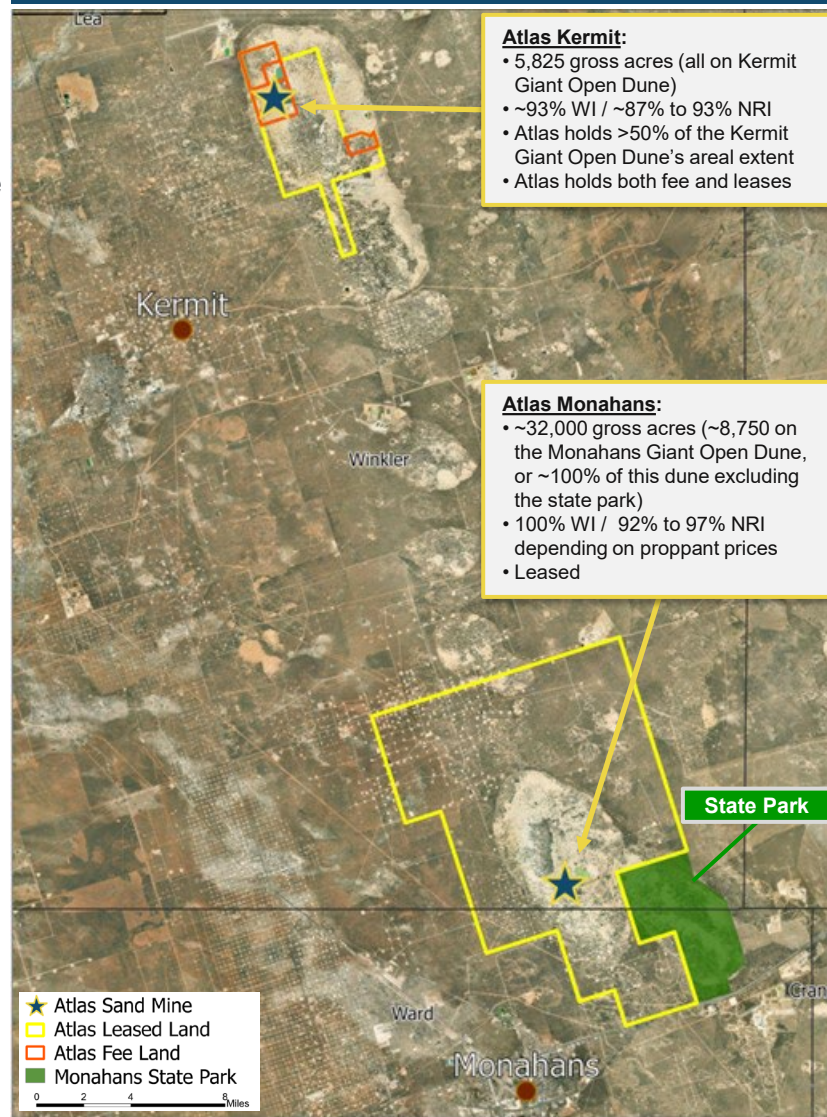 Lea
Atlas Kermit:
• 5,825 gross acres (all on Kermit
Giant Open Dune)
• ~93% WI / ~87% to 93% NRI
• Atlas holds >50% of the Kermit
Giant Open Dune's areal extent
• Atlas holds both fee and leases
e
Kermit
Atlas Monahans:
• ~32,000 gross acres (~8,750 on
the Monahans Giant Open Dune,
or ~100% of this dune excluding
the state park)
• 100% WI / 92% to 97% NRI
depending on proppant prices
• Leased
Winkler
State Park
Cran
Ward
Monahans
Atlas Sand Mine
Atlas Leased Land
Atlas Fee Land
Monahans State Park
0 2 4 8
Miles